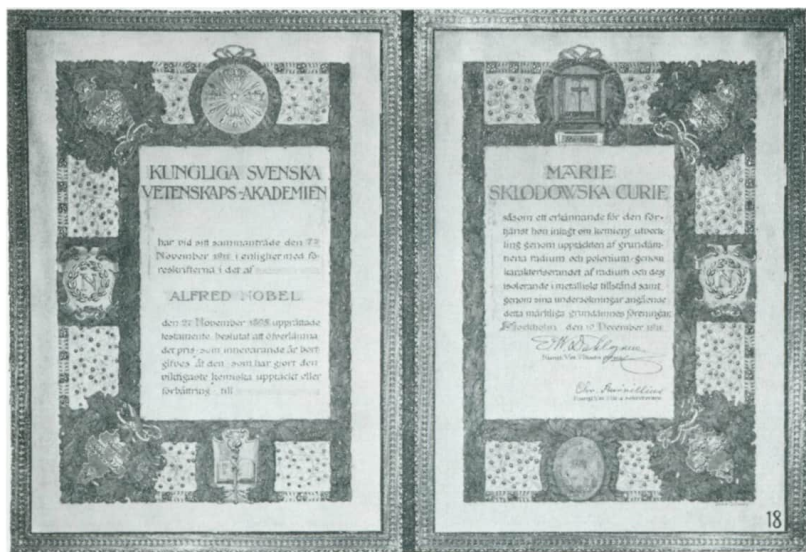 KUNGLIGA SVENSKA
VETENSKAPS-AKADEMIEN
har vid sitt sammanträde den
November 1911 i enlighet med fö-
reskrifterna i det af
ALFRED NOBEL
den 27 November 1895 upprättade
testamente beslutat att öfverlämna
det pris, som innevarande år bort-
gifves åt den, som har gjort den
viktigaste kemiska upptäckt eller
förbättring, till
MARIE
SKLODOWSKA CURIE
såsom ett erkännande för den för-
tjänst hon inlagt om kemiens utveck-
ling genom upptäckten af grundäm-
nena radium och polonium, genom
karakteriserandet af radium och dess
isolerande i metalliskt tillstånd samt
genom sina undersökningar angående
detta märkliga grundämnes föreningar.
Stockholm den 10 December 1911.
N
18